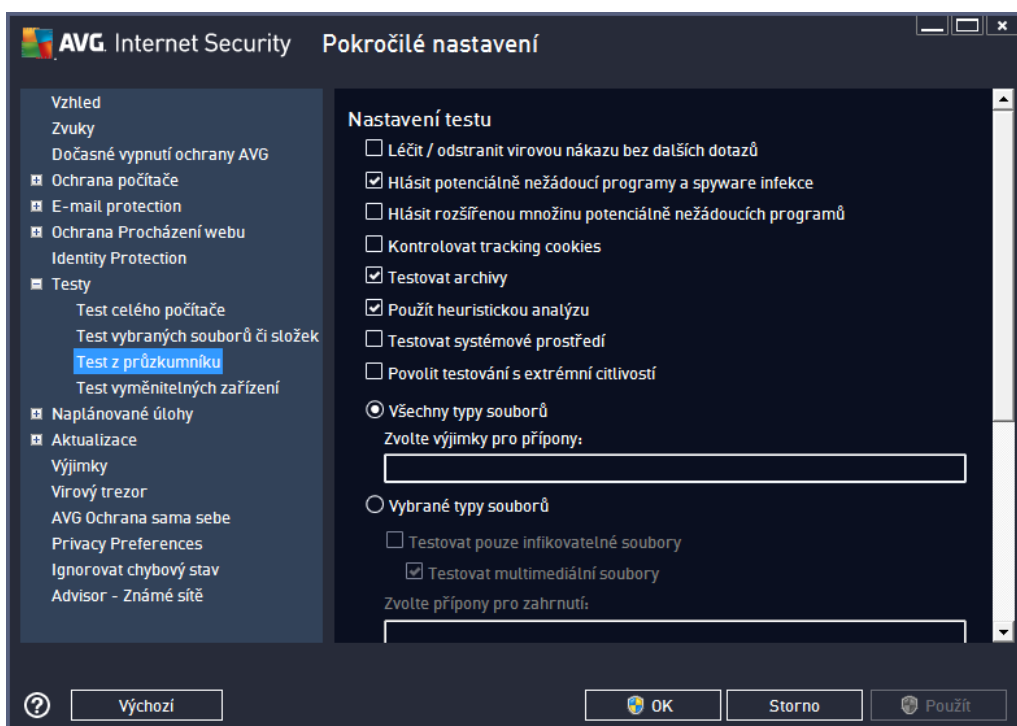 AVG. Internet Security Pokročilé nastavení
Vzhled
Zvuky
Dočasné vypnutí ochrany AVG
Ochrana počítače
E-mail protection
Ochrana Procházení webu
Identity Protection
Testy
Test celého počítače
Test vybraných souborů či složek
Test z průzkumníku
Test vyměnitelných zařízení
Naplánované úlohy
Aktualizace
Výjimky
Virový trezor
AVG Ochrana sama sebe
Privacy Preferences
Ignorovat chybový stav
Advisor - Známé sítě
Nastavení testu
Léčit / odstranit virovou nákazu bez dalších dotazů
Hlásit potenciálně nežádoucí programy a spyware infekce
Hlásit rozšířenou množinu potenciálně nežádoucích programů
Kontrolovat tracking cookies
Testovat archivy
Použít heuristickou analýzu
Testovat systémové prostředí
Povolit testování s extrémní citlivostí
Všechny typy souborů
Zvolte výjimky pro přípony:
Vybrané typy souborů
Testovat pouze infikovatelné soubory
Testovat multimediální soubory
Zvolte přípony pro zahrnutí:
Výchozí
OK
Storno
Použít